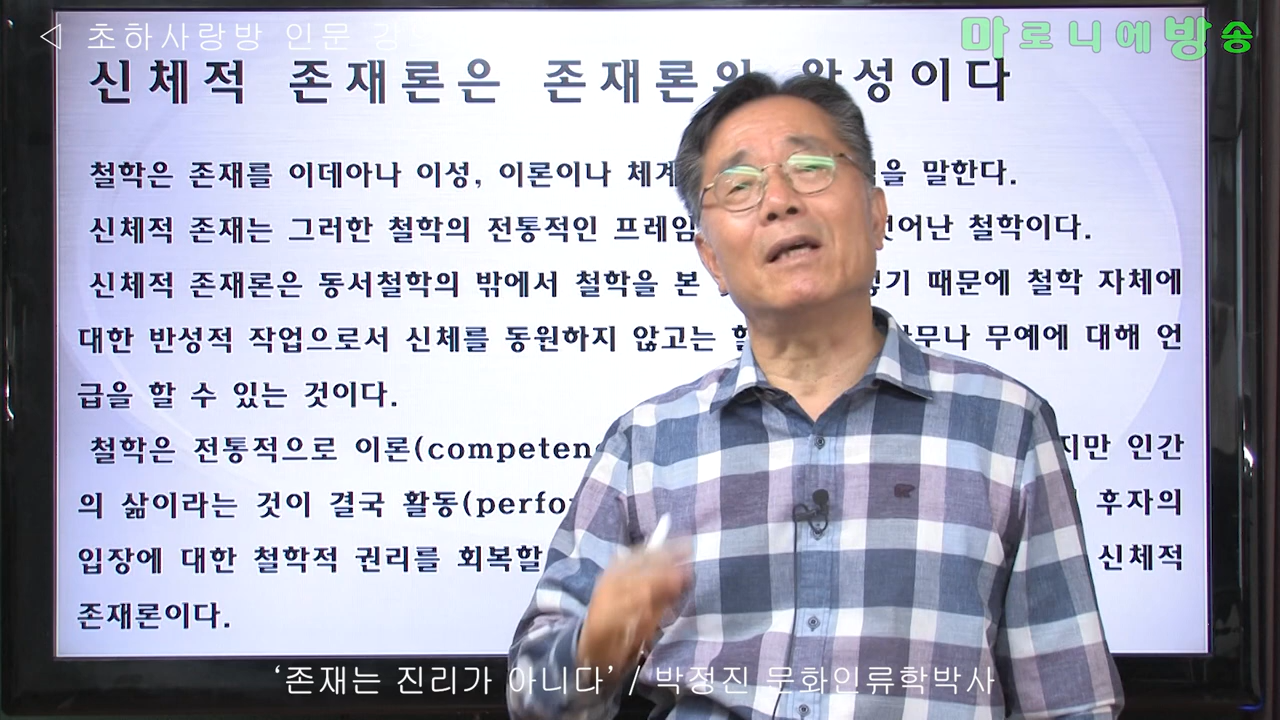 ◁ 초하사랑방 인문 강의
마로니에방송
신체적 존재론은 존재론의 완성이다
철학은 존재를 이데아나 이성, 이론이나 체계 을 말한다.
신체적 존재는 그러한 철학의 전통적인 프레임 벗어난 철학이다.
신체적 존재론은 동서철학의 밖에서 철학을 본 때문에 철학 자체에
대한 반성적 작업으로서 신체를 동원하지 않고는 무예에 대해 언
급을 할 수 있는 것이다.
철학은 전통적으로 이론(competen 인간
의 삶이라는 것이 결국 활동(perfo 후자의
입장에 대한 철학적 권리를 회복할 신체적
존재론이다.
‘존재는 진리가 아니다’ / 박정진 문화인류학박사